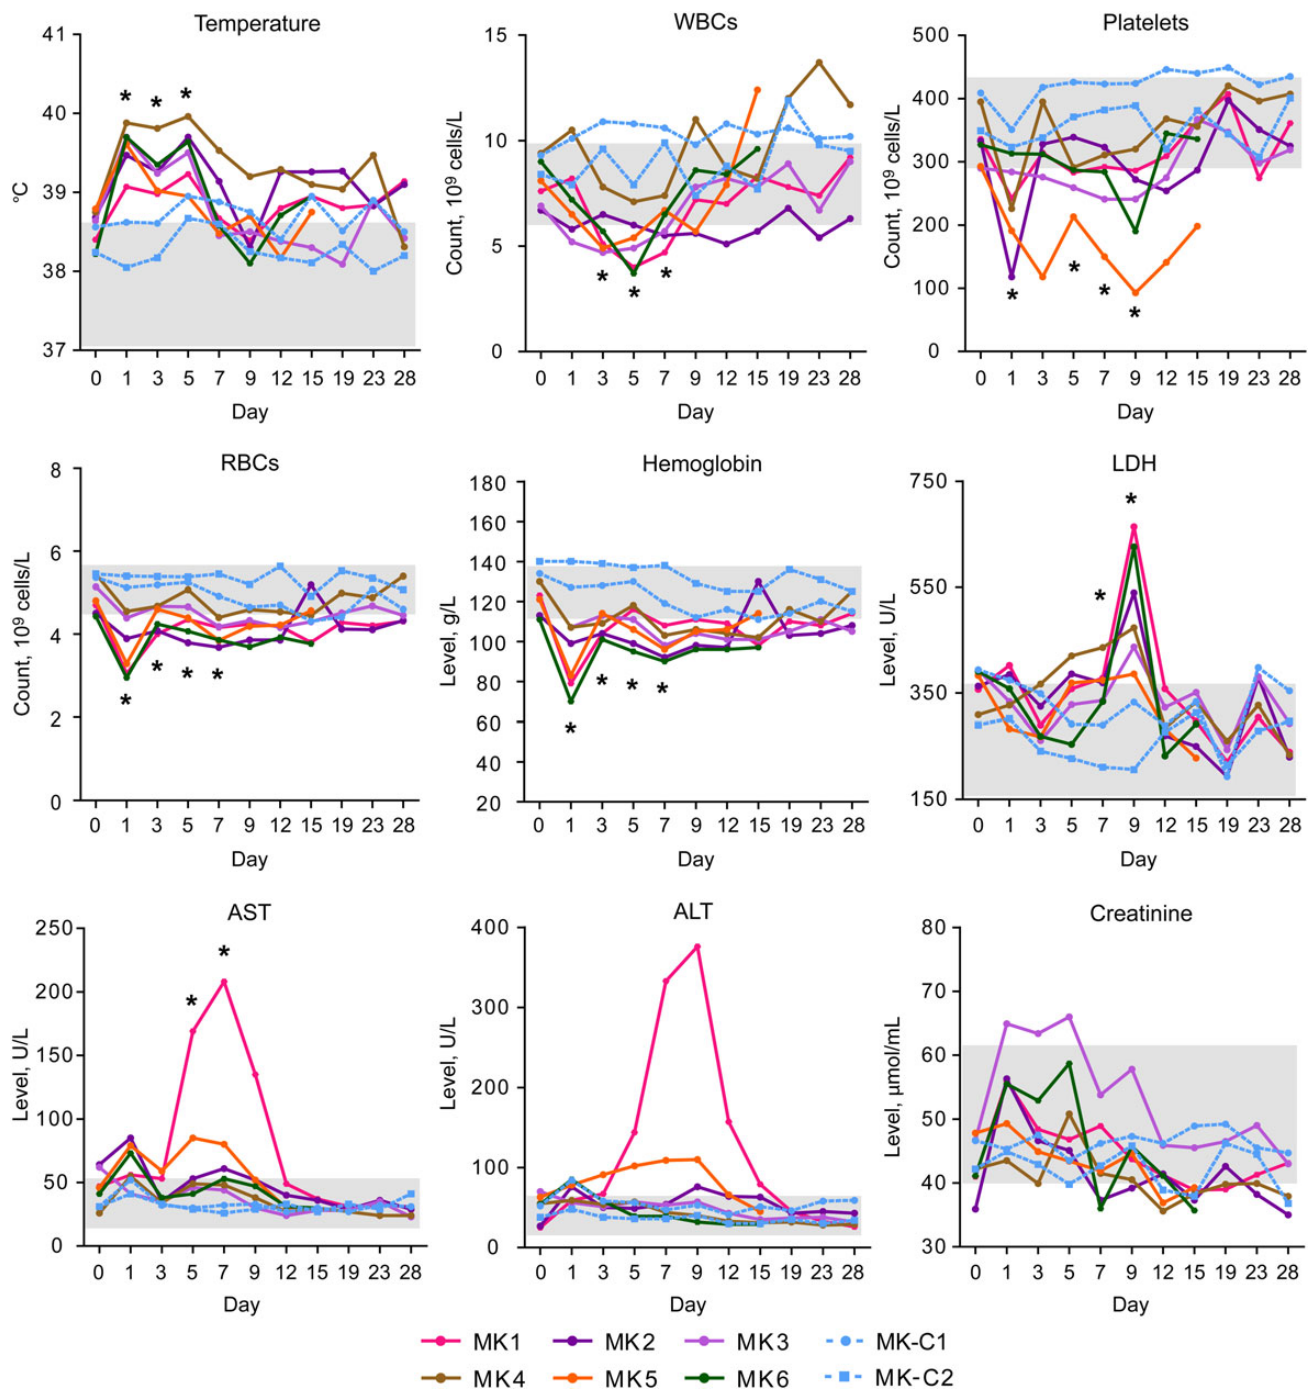 Temperature
41
40
39
38
37
°C
* * *
0 1 3 5 7 9 12 15 19 23 28
Day
WBCs
15
10
5
0
Count, 10⁹ cells/L
* * *
0 1 3 5 7 9 12 15 19 23 28
Day
Platelets
500
400
300
200
100
0
Count, 10⁹ cells/L
* * * *
0 1 3 5 7 9 12 15 19 23 28
Day
RBCs
8
6
4
2
0
Count, 10⁹ cells/L
* * * *
0 1 3 5 7 9 12 15 19 23 28
Day
Hemoglobin
180
160
140
120
100
80
60
40
20
Level, g/L
* * * *
0 1 3 5 7 9 12 15 19 23 28
Day
LDH
750
550
350
150
Level, U/L
* *
0 1 3 5 7 9 12 15 19 23 28
Day
AST
250
200
150
100
50
0
Level, U/L
* *
0 1 3 5 7 9 12 15 19 23 28
Day
ALT
400
300
200
100
0
Level, U/L
0 1 3 5 7 9 12 15 19 23 28
Day
Creatinine
80
70
60
50
40
30
Level, µmol/mL
0 1 3 5 7 9 12 15 19 23 28
Day
MK1 MK2 MK3 MK-C1
MK4 MK5 MK6 MK-C2